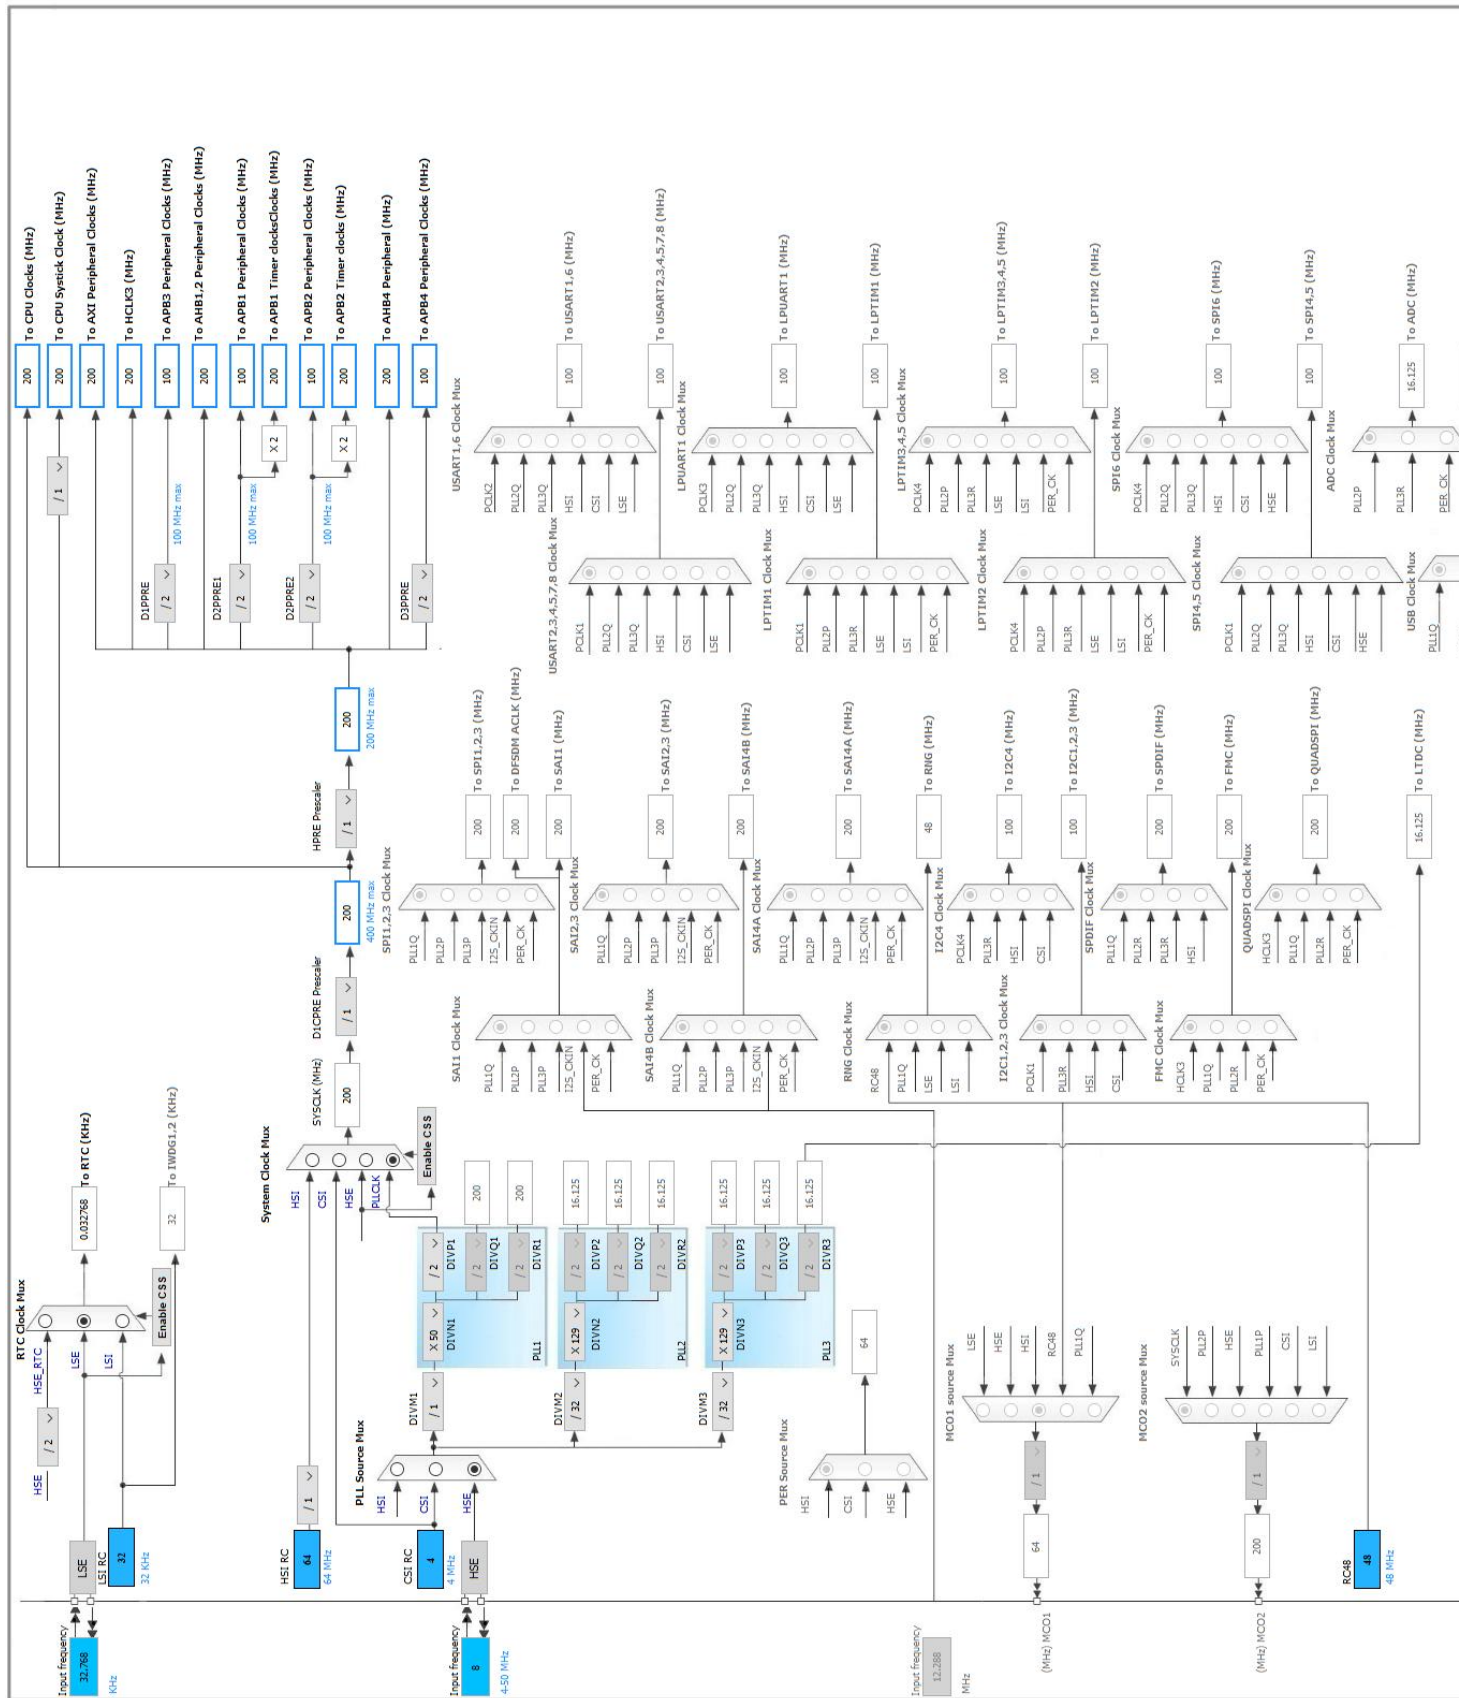 Input frequency
32.768
KHz
LSE
LSI RC
32
32 KHz
HSE
/ 2
HSE_RTC
LSE
LSI
RTC Clock Mux
Enable CSS
0.032768
To RTC (KHz)
32
To IWDG1,2 (KHz)
HSI RC
64
64 MHz
/ 1
CSI RC
4
4 MHz
Input frequency
8
4-50 MHz
HSE
PLL Source Mux
HSI
CSI
HSE
DIVM1
/ 1
DIVM2
/ 32
DIVM3
/ 32
X 50
DIVN1
PLL1
/ 2
DIVP1
/ 2
DIVQ1
/ 2
DIVR1
200
200
X 129
DIVN2
PLL2
/ 2
DIVP2
/ 2
DIVQ2
/ 2
DIVR2
16.125
16.125
16.125
X 129
DIVN3
PLL3
/ 2
DIVP3
/ 2
DIVQ3
/ 2
DIVR3
16.125
16.125
16.125
System Clock Mux
HSI
CSI
HSE
PLLCLK
Enable CSS
SYSCLK (MHz)
200
D1CPRE Prescaler
/ 1
200
400 MHz max
HPRE Prescaler
/ 1
200
200 MHz max
/ 1
D1PPRE
/ 2
100 MHz max
D2PPRE1
/ 2
100 MHz max
D2PPRE2
/ 2
100 MHz max
D3PPRE
/ 2
X 2
X 2
200
To CPU Clocks (MHz)
200
To CPU Systick Clock (MHz)
200
To AXI Peripheral Clocks (MHz)
200
To HCLK3 (MHz)
100
To APB3 Peripheral Clocks (MHz)
200
To AHB1,2 Peripheral Clocks (MHz)
100
To APB1 Peripheral Clocks (MHz)
200
To APB1 Timer clocksClocks (MHz)
100
To APB2 Peripheral Clocks (MHz)
200
To APB2 Timer clocks (MHz)
200
To AHB4 Peripheral (MHz)
100
To APB4 Peripheral Clocks (MHz)
PER Source Mux
HSI
CSI
HSE
64
SPI1,2,3 Clock Mux
PLL1Q
PLL2P
PLL3P
I2S_CKIN
PER_CK
200
To SPI1,2,3 (MHz)
200
To DFSDM ACLK (MHz)
SAI1 Clock Mux
PLL1Q
PLL2P
PLL3P
I2S_CKIN
PER_CK
200
To SAI1 (MHz)
SAI2,3 Clock Mux
PLL1Q
PLL2P
PLL3P
I2S_CKIN
PER_CK
200
To SAI2,3 (MHz)
SAI4B Clock Mux
PLL1Q
PLL2P
PLL3P
I2S_CKIN
PER_CK
200
To SAI4B (MHz)
SAI4A Clock Mux
PLL1Q
PLL2P
PLL3P
I2S_CKIN
PER_CK
200
To SAI4A (MHz)
RNG Clock Mux
RC48
PLL1Q
LSE
LSI
48
To RNG (MHz)
I2C4 Clock Mux
PCLK4
PLL3R
HSI
CSI
100
To I2C4 (MHz)
I2C1,2,3 Clock Mux
PCLK1
PLL3R
HSI
CSI
100
To I2C1,2,3 (MHz)
SPDIF Clock Mux
PLL1Q
PLL2R
PLL3R
HSI
200
To SPDIF (MHz)
FMC Clock Mux
HCLK3
PLL1Q
PLL2R
PER_CK
200
To FMC (MHz)
QUADSPI Clock Mux
HCLK3
PLL1Q
PLL2R
PER_CK
200
To QUADSPI (MHz)
16.125
To LTDC (MHz)
USART1,6 Clock Mux
PCLK2
PLL2Q
PLL3Q
HSI
CSI
LSE
100
To USART1,6 (MHz)
USART2,3,4,5,7,8 Clock Mux
PCLK1
PLL2Q
PLL3Q
HSI
CSI
LSE
100
To USART2,3,4,5,7,8 (MHz)
LPUART1 Clock Mux
PCLK3
PLL2Q
PLL3Q
HSI
CSI
LSE
100
To LPUART1 (MHz)
LPTIM1 Clock Mux
PCLK1
PLL2P
PLL3R
LSE
LSI
PER_CK
100
To LPTIM1 (MHz)
LPTIM3,4,5 Clock Mux
PCLK4
PLL2P
PLL3R
LSE
LSI
PER_CK
100
To LPTIM3,4,5 (MHz)
LPTIM2 Clock Mux
PCLK4
PLL2P
PLL3R
LSE
LSI
PER_CK
100
To LPTIM2 (MHz)
SPI6 Clock Mux
PCLK4
PLL2Q
PLL3Q
HSI
CSI
HSE
100
To SPI6 (MHz)
SPI4,5 Clock Mux
PCLK1
PLL2Q
PLL3Q
HSI
CSI
HSE
100
To SPI4,5 (MHz)
ADC Clock Mux
PLL2P
PLL3R
PER_CK
16.125
To ADC (MHz)
USB Clock Mux
PLL1Q
MCO1 source Mux
LSE
HSE
HSI
RC48
PLL1Q
/ 1
64
(MHz) MCO1
MCO2 source Mux
SYSCLK
PLL2P
HSE
PLL1P
CSI
LSI
/ 1
200
(MHz) MCO2
Input frequency
12.288
MHz
RC48
48
48 MHz